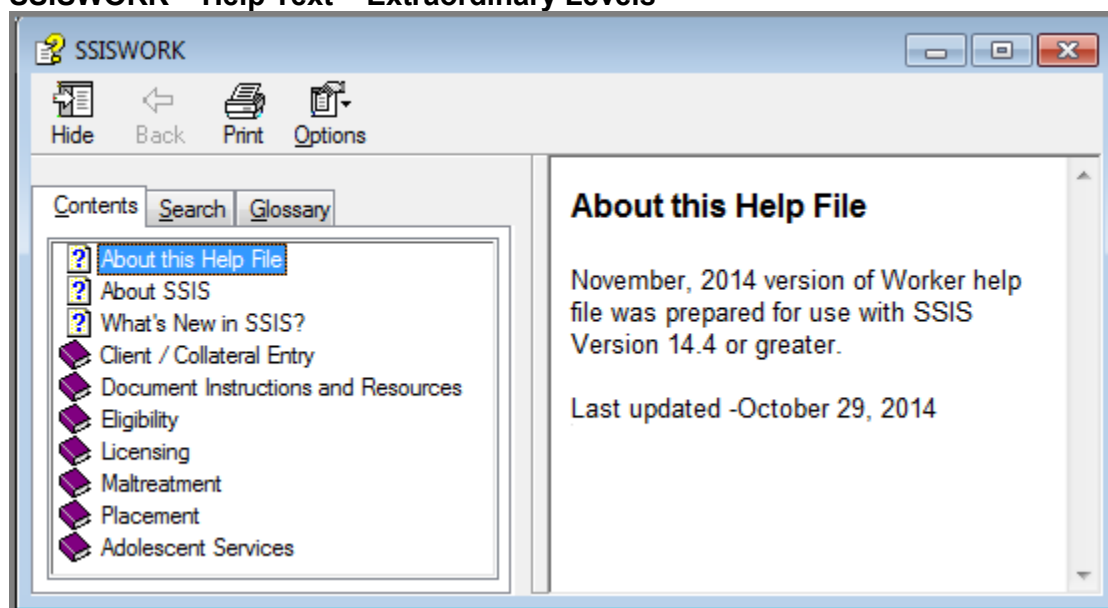 SSISWORK – Help Text – Extraordinary Levels
SSISWORK
Hide Back Print Options
Contents Search Glossary
About this Help File
About SSIS
What's New in SSIS?
Client / Collateral Entry
Document Instructions and Resources
Eligibility
Licensing
Maltreatment
Placement
Adolescent Services
About this Help File
November, 2014 version of Worker help
file was prepared for use with SSIS
Version 14.4 or greater.
Last updated -October 29, 2014